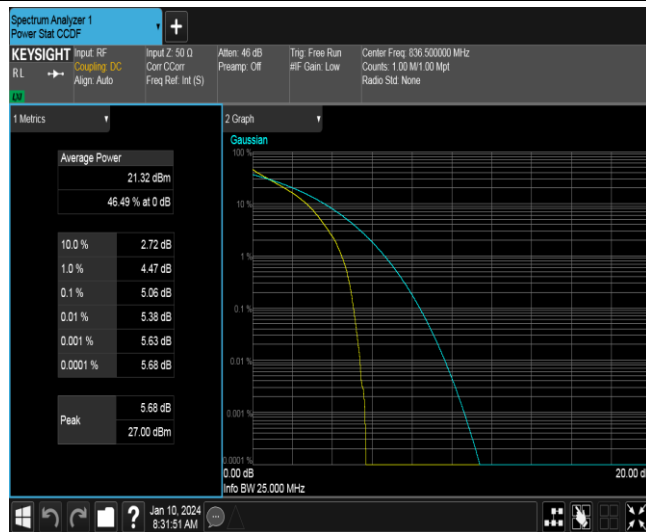 Spectrum Analyzer 1
Power Stat CCDF
+
KEYSIGHT
RL
Input: RF
Coupling: DC
Align: Auto
Input Z: 50 Ω
Corr CCorr
Freq Ref: Int (S)
Atten: 46 dB
Preamp: Off
Trig: Free Run
#IF Gain: Low
Center Freq: 836.500000 MHz
Counts: 1.00 M/1.00 Mpt
Radio Std: None
1 Metrics
Average Power
21.32 dBm
46.49 % at 0 dB
10.0 % 2.72 dB
1.0 % 4.47 dB
0.1 % 5.06 dB
0.01 % 5.38 dB
0.001 % 5.63 dB
0.0001 % 5.68 dB
Peak
5.68 dB
27.00 dBm
2 Graph
Gaussian
100 %
10 %
1 %
0.1 %
0.01 %
0.001 %
0.0001 %
0.00 dB
20.00 d
Info BW 25.000 MHz
?
Jan 10, 2024
8:31:51 AM